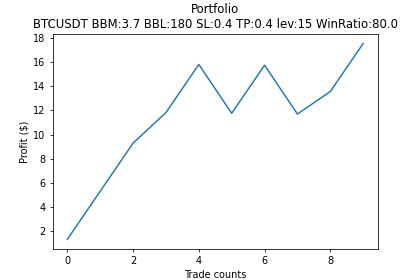 Portfolio
BTCUSDT BBM:3.7 BBL:180 SL:0.4 TP:0.4 lev:15 WinRatio:80.0
18
16
14
12
10
8
6
4
2
Profit ($)
0 2 4 6 8
Trade counts